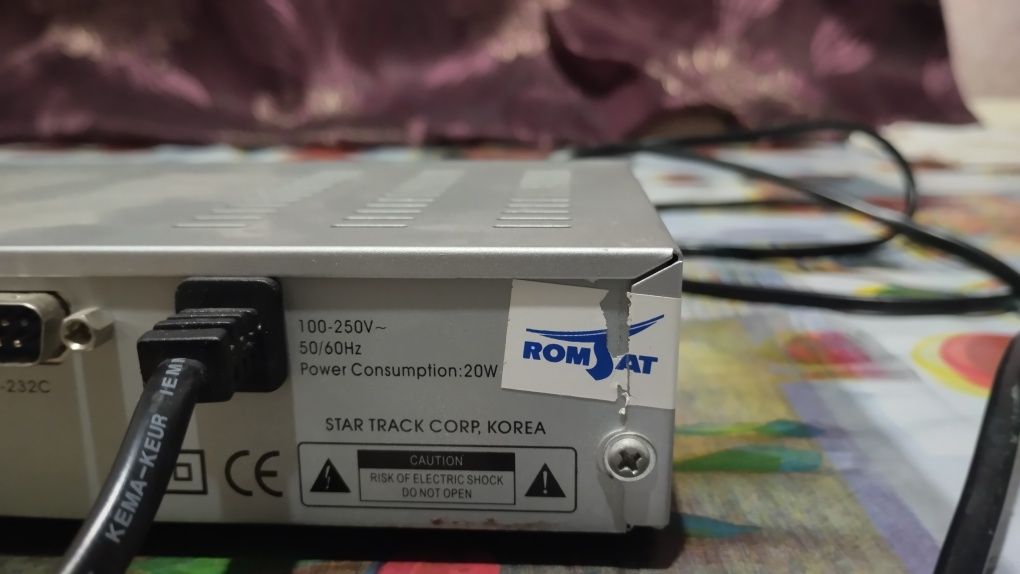 100-250V~
50/60Hz
Power Consumption:20W
ROMSAT
-232C
STAR TRACK CORP, KOREA
CE
CAUTION
RISK OF ELECTRIC SHOCK
DO NOT OPEN
KEMA-KEUR IEMM